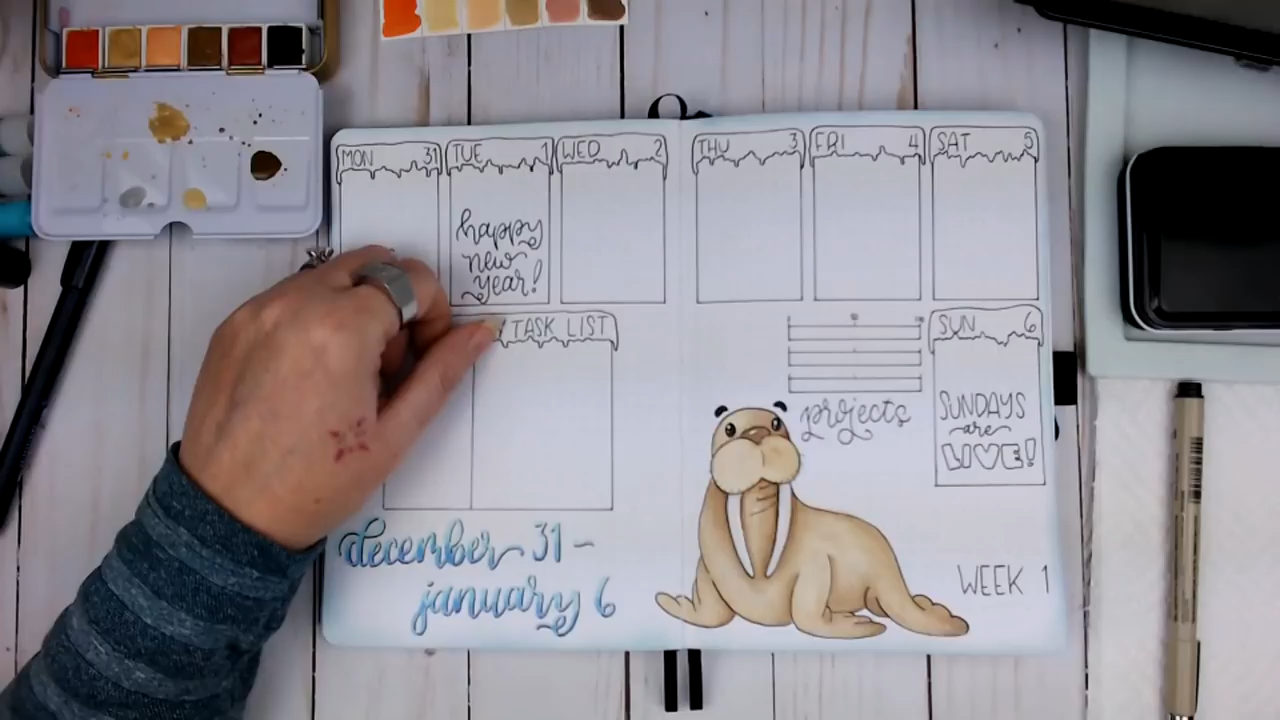 MON 31
TUE 1
WED 2
THU 3
FRI 4
SAT 5
happy
new
year!
TASK LIST
projects
SUN 6
SUNDAYS
are
LIVE!
december 31 -
january 6
WEEK 1